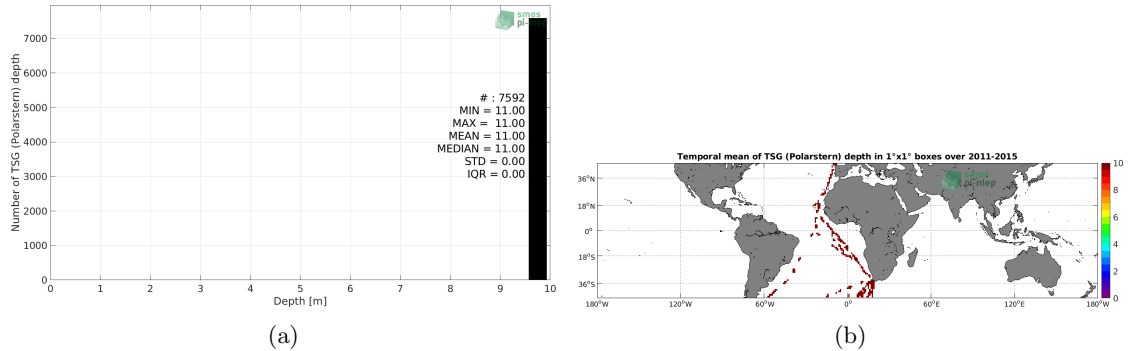 Number of TSG (Polarstern) depth
7000
6000
5000
4000
3000
2000
1000
0
smos
pi-mep
# : 7592
MIN = 11.00
MAX = 11.00
MEAN = 11.00
MEDIAN = 11.00
STD = 0.00
IQR = 0.00
0 1 2 3 4 5 6 7 8 9 10
Depth [m]
(a)
Temporal mean of TSG (Polarstern) depth in 1°x1° boxes over 2011-2015
smos
pi-mep
36°N
18°N
0°
18°S
36°S
180°W 120°W 60°W 0° 60°E 120°E 180°W
10
8
6
4
2
0
(b)